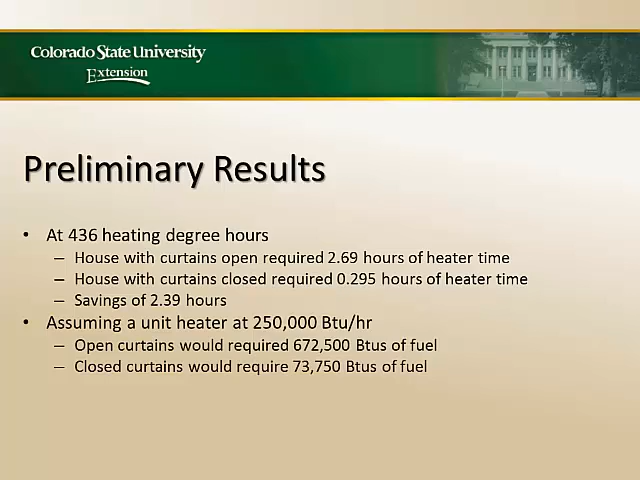 Colorado State University
Extension
Preliminary Results
• At 436 heating degree hours
– House with curtains open required 2.69 hours of heater time
– House with curtains closed required 0.295 hours of heater time
– Savings of 2.39 hours
• Assuming a unit heater at 250,000 Btu/hr
– Open curtains would required 672,500 Btus of fuel
– Closed curtains would require 73,750 Btus of fuel